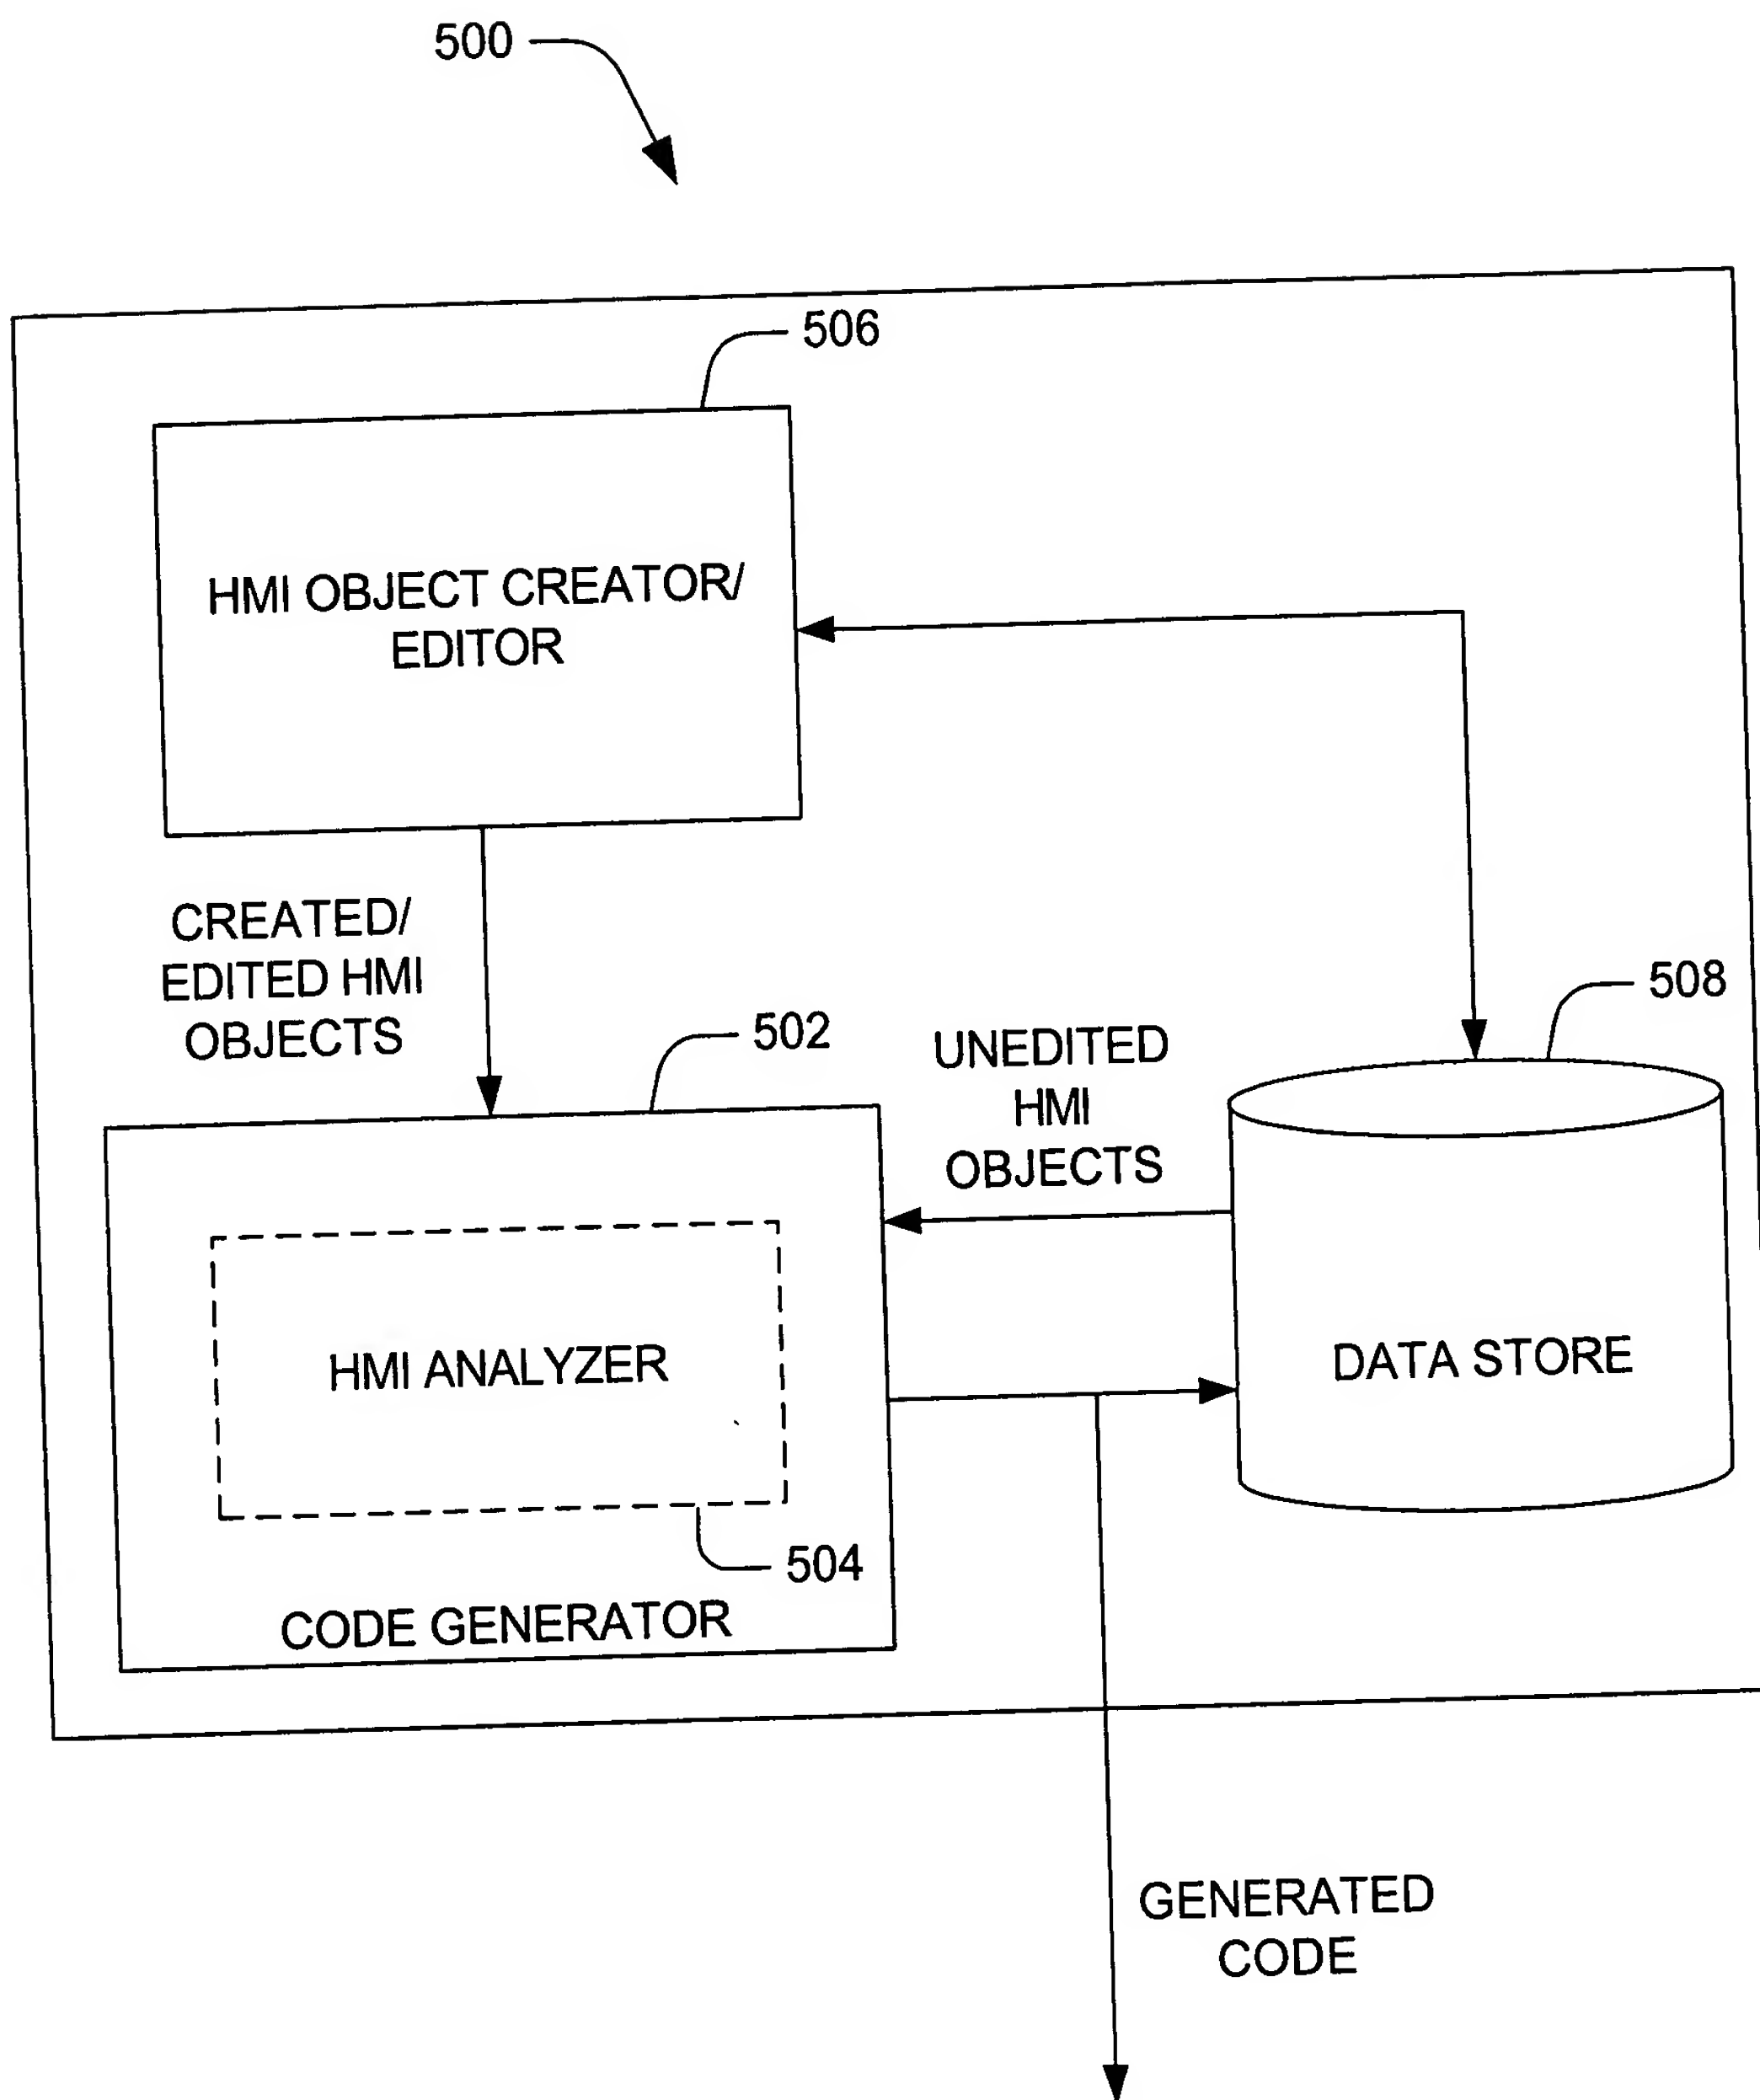 500
506
HMI OBJECT CREATOR/
EDITOR
CREATED/
EDITED HMI
OBJECTS
502
UNEDITED
HMI
OBJECTS
508
HMI ANALYZER
DATA STORE
504
CODE GENERATOR
GENERATED
CODE